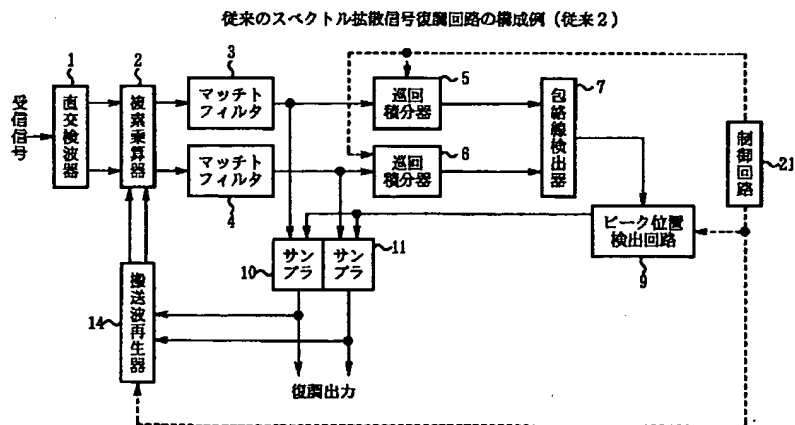 従来のスペクトル拡散信号復調回路の構成例(従来2)
受信信号
1
直交検波器
2
複素乗算器
3
マッチト
フィルタ
マッチト
フィルタ
4
5
巡回
積分器
巡回
積分器
6
7
包絡線検出器
制御回路
21
ピーク位置
検出回路
9
10
サン
プラ
サン
プラ
11
14
搬送波再生器
復調出力